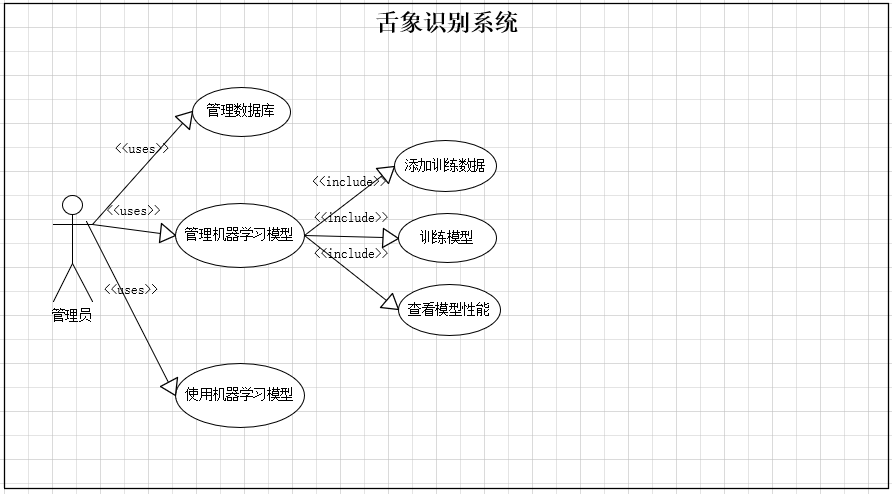 舌象识别系统
管理数据库
<<uses>>
添加训练数据
<<include>>
<<uses>>
<<include>>
管理机器学习模型
训练模型
<<include>>
<<uses>>
查看模型性能
管理员
使用机器学习模型